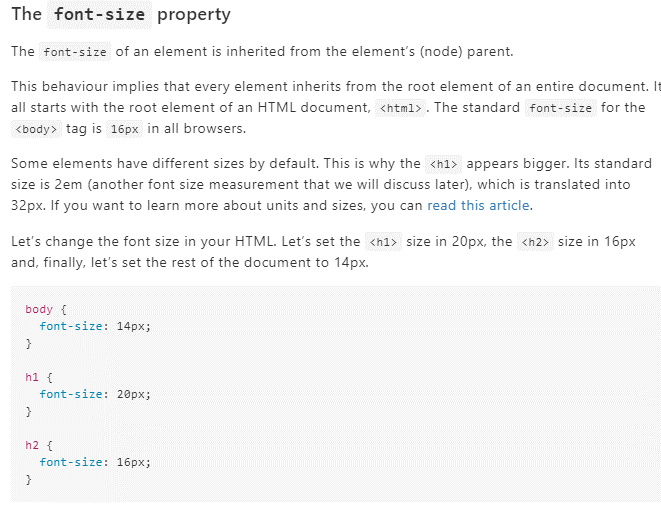 The font-size property
The font-size of an element is inherited from the element's (node) parent.
This behaviour implies that every element inherits from the root element of an entire document. It
all starts with the root element of an HTML document, <html>. The standard font-size for the
<body> tag is 16px in all browsers.
Some elements have different sizes by default. This is why the <h1> appears bigger. Its standard
size is 2em (another font size measurement that we will discuss later), which is translated into
32px. If you want to learn more about units and sizes, you can read this article.
Let's change the font size in your HTML. Let's set the <h1> size in 20px, the <h2> size in 16px
and, finally, let's set the rest of the document to 14px.
body {
  font-size: 14px;
}
h1 {
  font-size: 20px;
}
h2 {
  font-size: 16px;
}